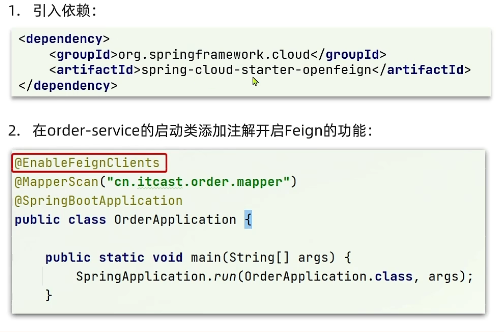 1. 引入依赖：
<dependency>
    <groupId>org.springframework.cloud</groupId>
    <artifactId>spring-cloud-starter-openfeign</artifactId>
</dependency>
2. 在order-service的启动类添加注解开启Feign的功能：
@EnableFeignClients
@MapperScan("cn.itcast.order.mapper")
@SpringBootApplication
public class OrderApplication {
    public static void main(String[] args) {
        SpringApplication.run(OrderApplication.class, args);
    }